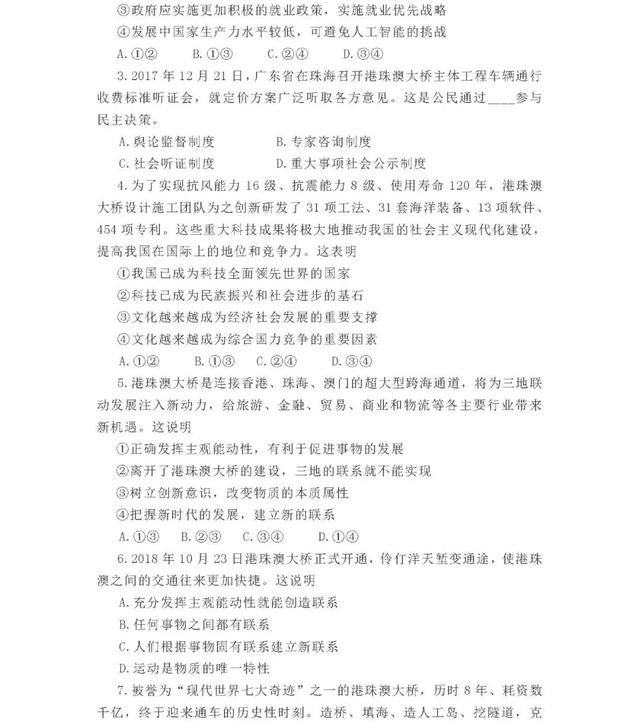 ③政府应实施更加积极的就业政策，实施就业优先战略
④发展中国家生产力水平较低，可避免人工智能的挑战
A.①② B.①③ C.②④ D.③④
3.2017 年 12 月 21 日，广东省在珠海召开港珠澳大桥主体工程车辆通行
收费标准听证会，就定价方案广泛听取各方意见。这是公民通过____参与
民主决策。
A.舆论监督制度 B.专家咨询制度
C.社会听证制度 D.重大事项社会公示制度
4.为了实现抗风能力 16 级、抗震能力 8 级、使用寿命 120 年，港珠澳
大桥设计施工团队为之创新研发了 31 项工法、31 套海洋装备、13 项软件、
454 项专利。这些重大科技成果将极大地推动我国的社会主义现代化建设，
提高我国在国际上的地位和竞争力。这表明
①我国已成为科技全面领先世界的国家
②科技已成为民族振兴和社会进步的基石
③文化越来越成为经济社会发展的重要支撑
④文化越来越成为综合国力竞争的重要因素
A.①② B.①③ C.②④ D.③④
5.港珠澳大桥是连接香港、珠海、澳门的超大型跨海通道，将为三地联
动发展注入新动力，给旅游、金融、贸易、商业和物流等各主要行业带来
新机遇。这说明
①正确发挥主观能动性，有利于促进事物的发展
②离开了港珠澳大桥的建设，三地的联系就不能实现
③树立创新意识，改变物质的本质属性
④把握新时代的发展，建立新的联系
A.①③ B.②③ C.③④ D.①④
6.2018 年 10 月 23 日港珠澳大桥正式开通，伶仃洋天堑变通途，使港珠
澳之间的交通往来更加快捷。这说明
A.充分发挥主观能动性就能创造联系
B.任何事物之间都有联系
C.人们根据事物固有联系建立新联系
D.运动是物质的唯一特性
7.被誉为“现代世界七大奇迹”之一的港珠澳大桥，历时 8 年、耗资数
千亿，终于迎来通车的历史性时刻。造桥、填海、造人工岛、挖隧道，克